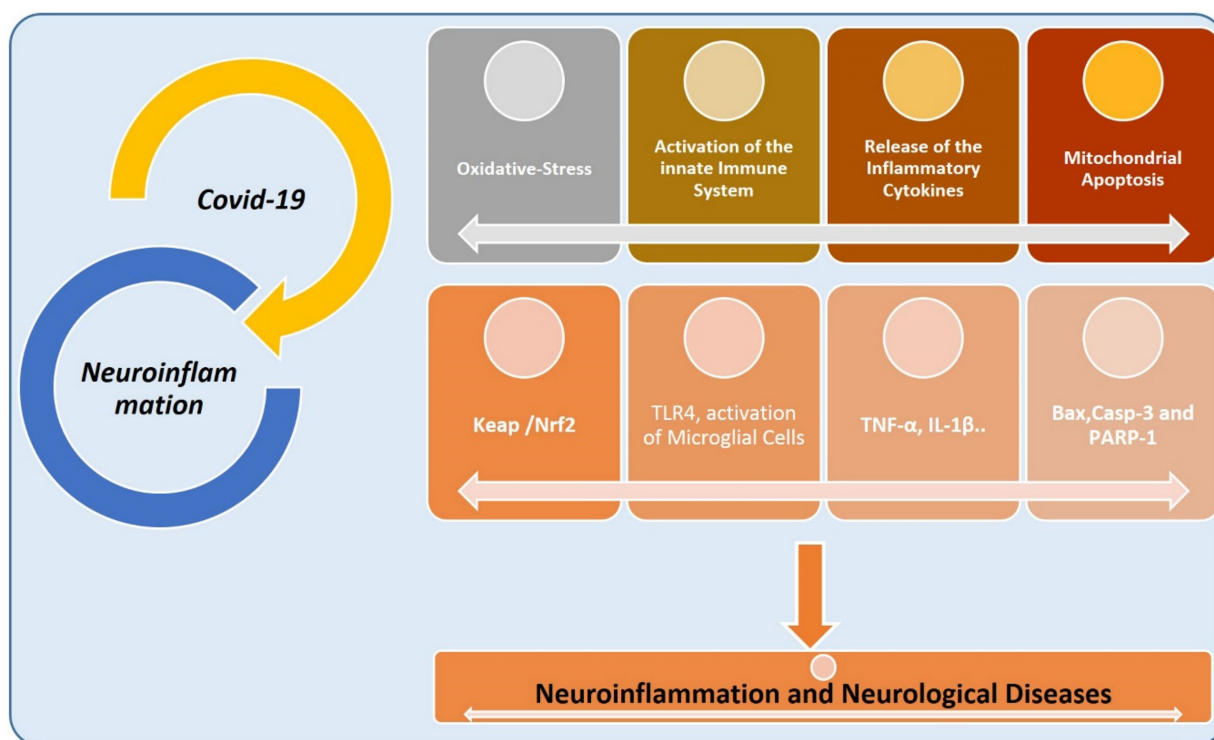 Covid-19
Neuroinflam
mation
Oxidative-Stress
Activation of the
innate Immune
System
Release of the
Inflammatory
Cytokines
Mitochondrial
Apoptosis
Keap /Nrf2
TLR4, activation
of Microglial Cells
TNF-α, IL-1β..
Bax,Casp-3 and
PARP-1
Neuroinflammation and Neurological Diseases